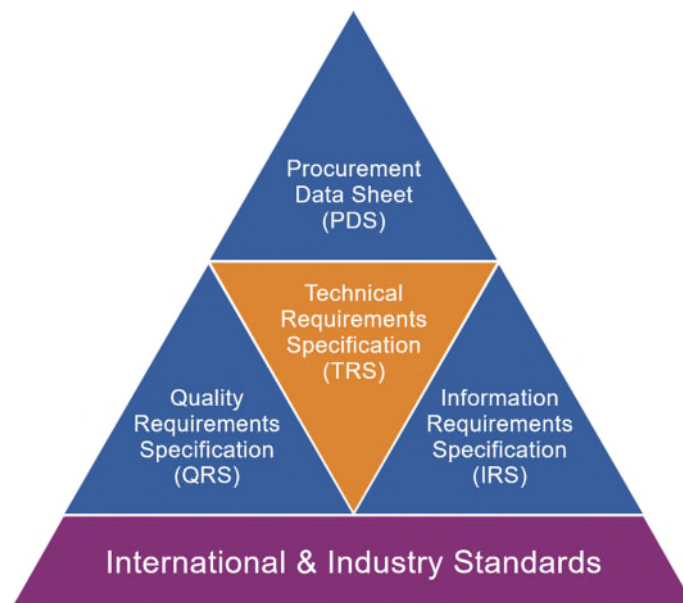 Procurement
Data Sheet
(PDS)
Technical
Requirements
Specification
(TRS)
Quality
Requirements
Specification
(QRS)
Information
Requirements
Specification
(IRS)
International & Industry Standards